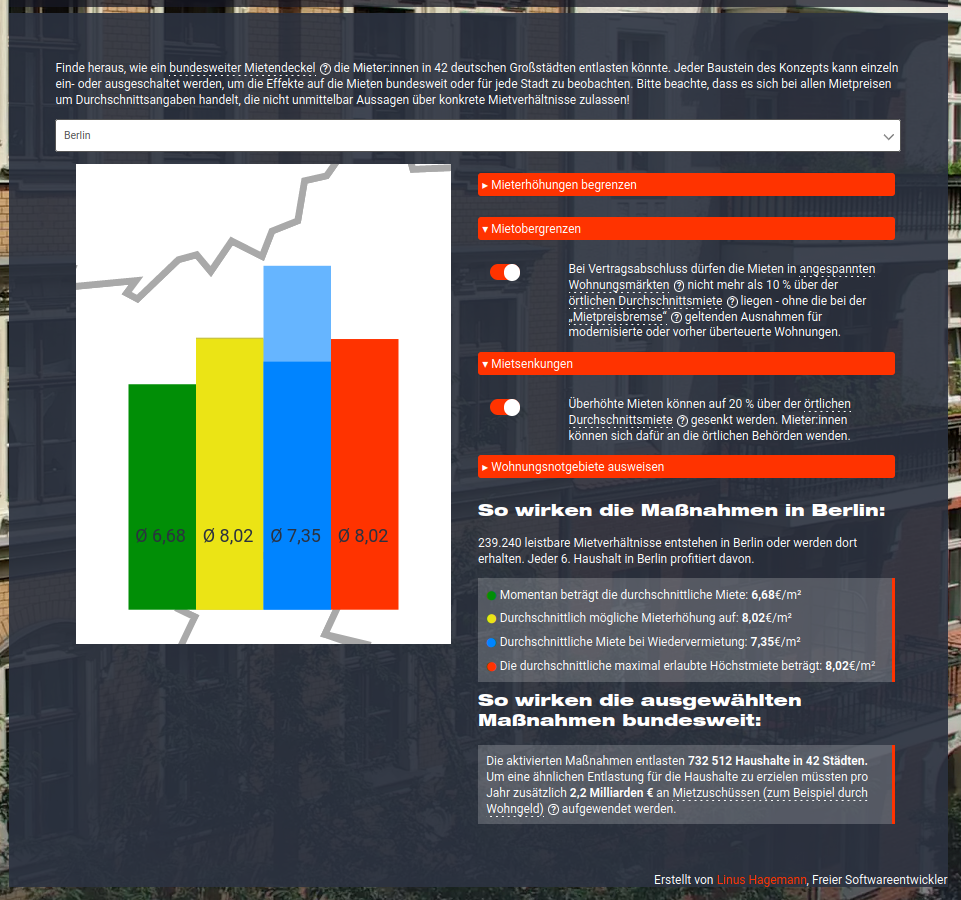 Finde heraus, wie ein bundesweiter Mietendeckel ? die Mieter:innen in 42 deutschen Großstädten entlasten könnte. Jeder Baustein des Konzepts kann einzeln
ein- oder ausgeschaltet werden, um die Effekte auf die Mieten bundesweit oder für jede Stadt zu beobachten. Bitte beachte, dass es sich bei allen Mietpreisen
um Durchschnittsangaben handelt, die nicht unmittelbar Aussagen über konkrete Mietverhältnisse zulassen!
Berlin
Ø 6,68 Ø 8,02 Ø 7,35 Ø 8,02
▸ Mieterhöhungen begrenzen
▾ Mietobergrenzen
Bei Vertragsabschluss dürfen die Mieten in angespannten
Wohnungsmärkten ? nicht mehr als 10 % über der
örtlichen Durchschnittsmiete ? liegen - ohne die bei der
„Mietpreisbremse“ ? geltenden Ausnahmen für
modernisierte oder vorher überteuerte Wohnungen.
▾ Mietsenkungen
Überhöhte Mieten können auf 20 % über der örtlichen
Durchschnittsmiete ? gesenkt werden. Mieter:innen
können sich dafür an die örtlichen Behörden wenden.
▸ Wohnungsnotgebiete ausweisen
So wirken die Maßnahmen in Berlin:
239.240 leistbare Mietverhältnisse entstehen in Berlin oder werden dort
erhalten. Jeder 6. Haushalt in Berlin profitiert davon.
Momentan beträgt die durchschnittliche Miete: 6,68€/m²
Durchschnittlich mögliche Mieterhöhung auf: 8,02€/m²
Durchschnittliche Miete bei Wiedervermietung: 7,35€/m²
Die durchschnittliche maximal erlaubte Höchstmiete beträgt: 8,02€/m²
So wirken die ausgewählten
Maßnahmen bundesweit:
Die aktivierten Maßnahmen entlasten 732 512 Haushalte in 42 Städten.
Um eine ähnlichen Entlastung für die Haushalte zu erzielen müssten pro
Jahr zusätzlich 2,2 Milliarden € an Mietzuschüssen (zum Beispiel durch
Wohngeld) ? aufgewendet werden.
Erstellt von Linus Hagemann, Freier Softwareentwickler